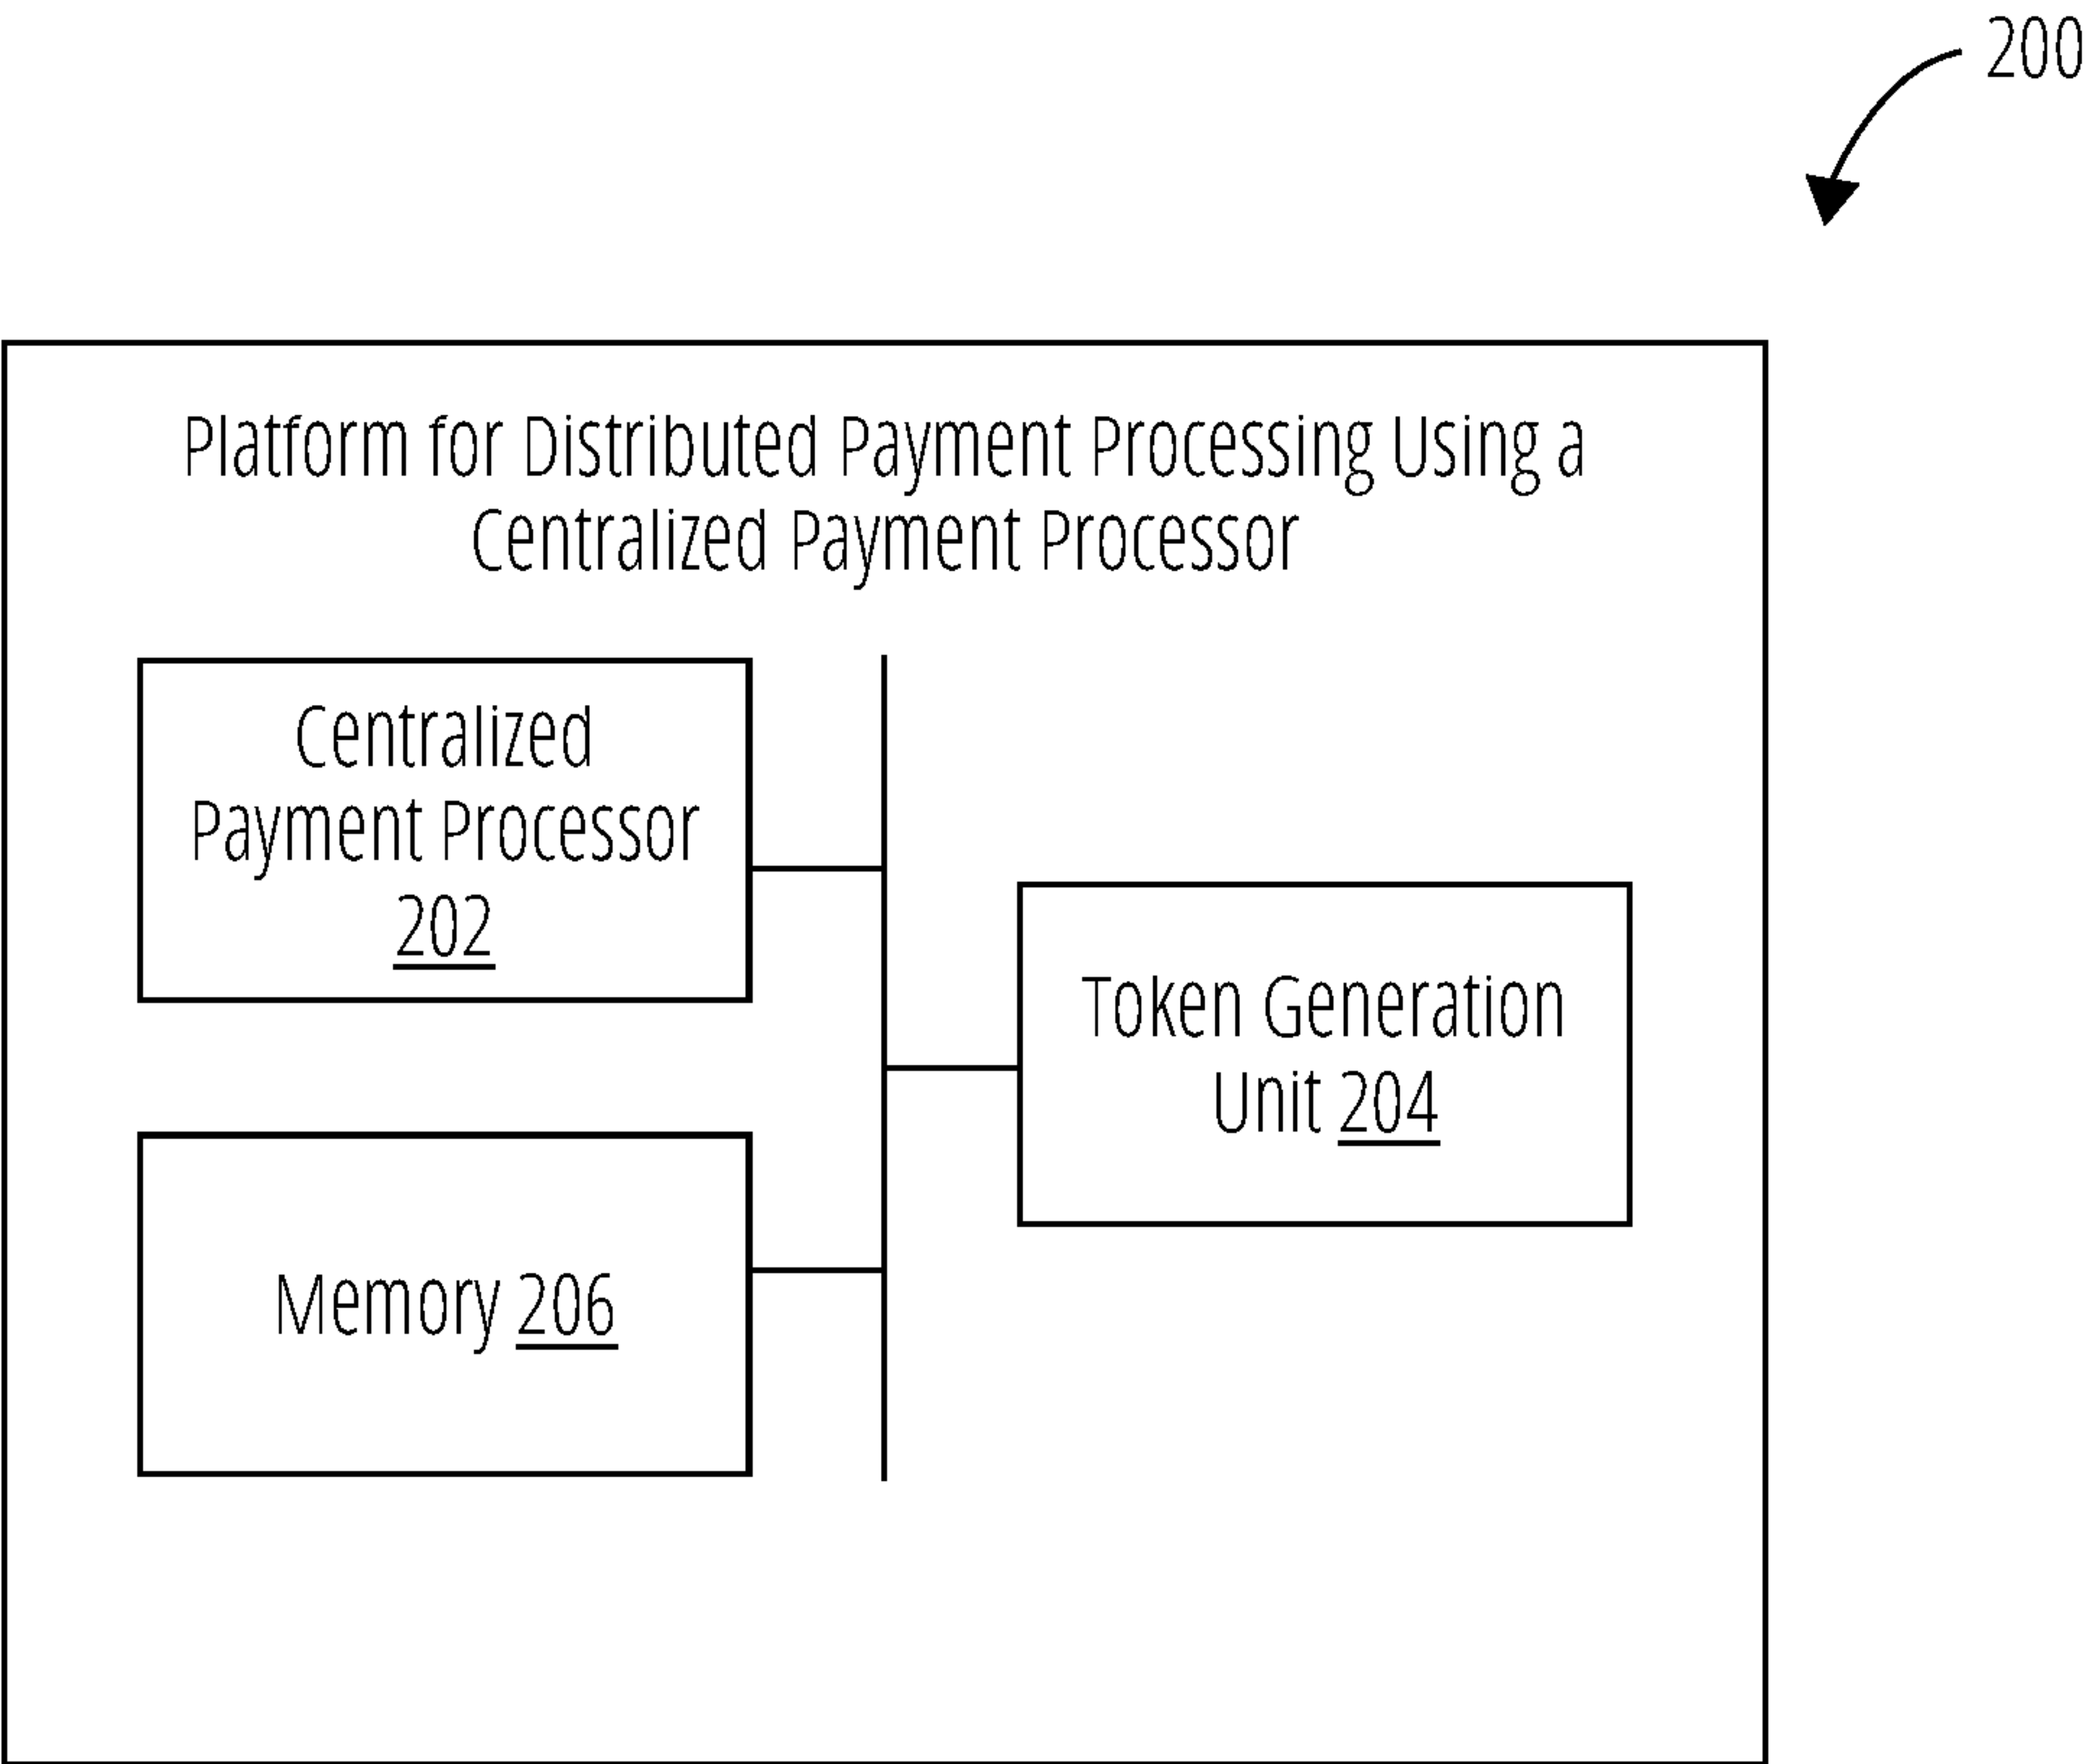 200
Platform for Distributed Payment Processing Using a
Centralized Payment Processor
Centralized
Payment Processor
202
Token Generation
Unit 204
Memory 206